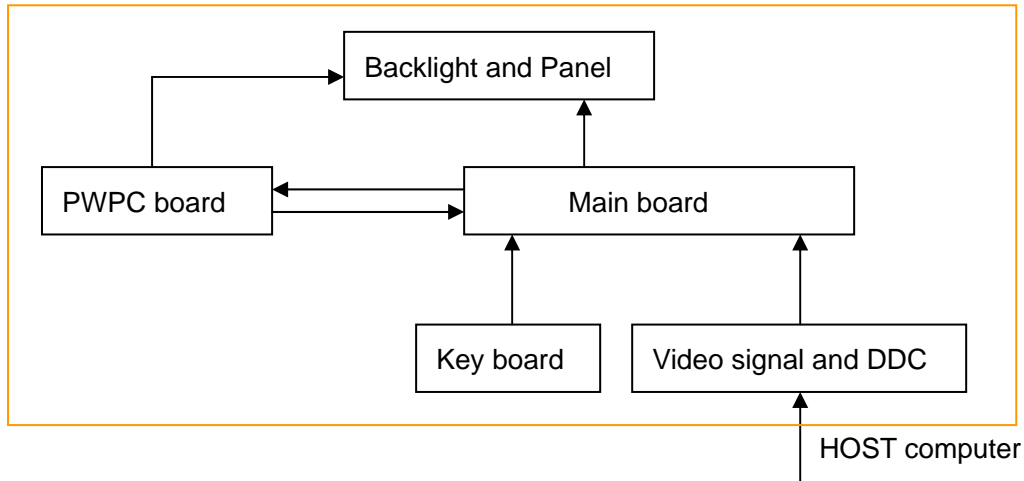 Backlight and Panel
PWPC board
Main board
Key board
Video signal and DDC
HOST computer